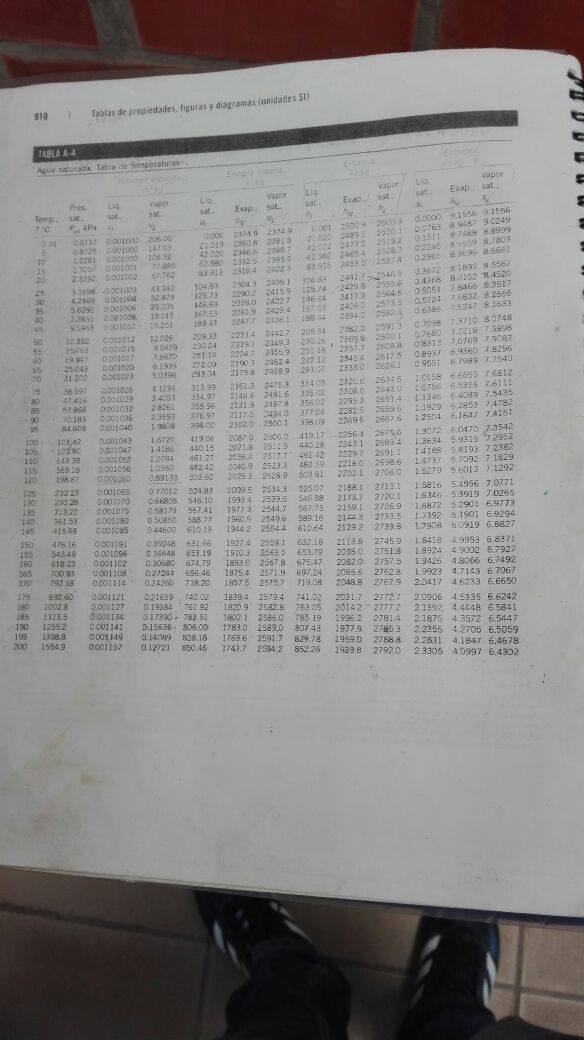 910 | Tablas de propiedades, figuras y diagramas (unidades SI)
TABLA A-4
Agua saturada. Tabla de temperaturas
Volumen específico, Energía interna, Entalpía, Entropía,
Temp., T °C Pres. sat., kPa Líq. sat., Vapor sat., Líq. sat., Evap., Vapor sat., Líq. sat., Evap., Vapor sat., Líq. sat., Evap., Vapor sat.,
0.01 0.6117 0.001000 206.00 0.000 2374.9 2374.9 0.001 2500.9 2500.9 0.0000 9.1556 9.1556
5 0.8725 0.001000 147.03 21.019 2360.8 2381.8 21.020 2489.1 2510.1 0.0763 8.9487 9.0249
10 1.2281 0.001000 106.32 42.020 2346.6 2388.7 42.022 2477.2 2519.2 0.1511 8.7488 8.8999
15 1.7057 0.001001 77.885 62.980 2332.5 2395.5 62.982 2465.4 2528.3 0.2245 8.5559 8.7803
20 2.3392 0.001002 57.762 83.913 2318.4 2402.3 83.915 2453.5 2537.4 0.2965 8.3696 8.6661
25 3.1698 0.001003 43.340 104.83 2304.3 2409.1 104.83 2441.7 2546.5 0.3672 8.1895 8.5567
30 4.2469 0.001004 32.879 125.73 2290.2 2415.9 125.74 2429.8 2555.6 0.4368 8.0152 8.4520
35 5.6291 0.001006 25.205 146.63 2276.0 2422.7 146.64 2417.9 2564.6 0.5051 7.8466 8.3517
40 7.3851 0.001008 19.515 167.53 2261.9 2429.4 167.53 2406.0 2573.5 0.5724 7.6832 8.2556
45 9.5953 0.001010 15.251 188.43 2247.7 2436.1 188.44 2394.0 2582.4 0.6386 7.5247 8.1633
50 12.352 0.001012 12.026 209.33 2233.4 2442.7 209.34 2382.0 2591.3 0.7038 7.3710 8.0748
55 15.763 0.001015 9.5639 230.24 2219.1 2449.3 230.26 2369.8 2600.1 0.7680 7.2218 7.9898
60 19.947 0.001017 7.6670 251.16 2204.7 2455.9 251.18 2357.7 2608.8 0.8313 7.0769 7.9082
65 25.043 0.001020 6.1935 272.09 2190.3 2462.4 272.12 2345.4 2617.5 0.8937 6.9360 7.8296
70 31.202 0.001023 5.0396 293.04 2175.8 2468.9 293.07 2333.0 2626.1 0.9551 6.7989 7.7540
75 38.597 0.001026 4.1291 313.99 2161.3 2475.3 314.03 2320.6 2634.6 1.0158 6.6655 7.6812
80 47.416 0.001029 3.4053 334.97 2146.6 2481.6 335.02 2308.0 2643.0 1.0756 6.5355 7.6111
85 57.868 0.001032 2.8261 355.96 2131.9 2487.8 356.02 2295.3 2651.4 1.1346 6.4089 7.5435
90 70.183 0.001036 2.3593 376.97 2117.0 2494.0 377.04 2282.5 2659.6 1.1929 6.2853 7.4782
95 84.609 0.001040 1.9808 398.00 2102.0 2500.1 398.09 2269.6 2667.6 1.2504 6.1647 7.4151
100 101.42 0.001043 1.6720 419.06 2087.0 2506.0 419.17 2256.4 2675.6 1.3072 6.0470 7.3542
105 120.90 0.001047 1.4186 440.15 2071.8 2511.9 440.28 2243.1 2683.4 1.3634 5.9319 7.2952
110 143.38 0.001052 1.2094 461.27 2056.4 2517.7 461.42 2229.7 2691.1 1.4188 5.8193 7.2382
115 169.18 0.001056 1.0360 482.42 2040.9 2523.3 482.59 2216.0 2698.6 1.4737 5.7092 7.1829
120 198.67 0.001060 0.89133 503.60 2025.3 2528.9 503.81 2202.1 2706.0 1.5279 5.6013 7.1292
125 232.23 0.001065 0.77012 524.83 2009.5 2534.3 525.07 2188.1 2713.1 1.5816 5.4956 7.0771
130 270.28 0.001070 0.66808 546.10 1993.4 2539.5 546.38 2173.7 2720.1 1.6346 5.3919 7.0265
135 313.22 0.001075 0.58179 567.41 1977.3 2544.7 567.75 2159.1 2726.9 1.6872 5.2901 6.9773
140 361.53 0.001080 0.50850 588.77 1960.9 2549.6 589.16 2144.3 2733.5 1.7392 5.1901 6.9294
145 415.68 0.001085 0.44600 610.19 1944.2 2554.4 610.64 2129.2 2739.8 1.7908 5.0919 6.8827
150 476.16 0.001091 0.39248 631.66 1927.4 2559.1 632.18 2113.8 2745.9 1.8418 4.9953 6.8371
155 543.49 0.001096 0.34648 653.19 1910.3 2563.5 653.79 2098.0 2751.8 1.8924 4.9002 6.7927
160 618.23 0.001102 0.30680 674.79 1893.0 2567.8 675.47 2082.0 2757.5 1.9426 4.8066 6.7492
165 700.93 0.001108 0.27244 696.46 1875.4 2571.9 697.24 2065.6 2762.8 1.9923 4.7143 6.7067
170 792.18 0.001114 0.24260 718.20 1857.5 2575.7 719.08 2048.8 2767.9 2.0417 4.6233 6.6650
175 892.60 0.001121 0.21659 740.02 1839.4 2579.4 741.02 2031.7 2772.7 2.0906 4.5335 6.6242
180 1002.8 0.001127 0.19384 761.92 1820.9 2582.8 763.05 2014.2 2777.2 2.1392 4.4448 6.5841
185 1123.5 0.001134 0.17390 783.91 1802.1 2586.0 785.19 1996.2 2781.4 2.1875 4.3572 6.5447
190 1255.2 0.001141 0.15636 806.00 1783.0 2589.0 807.43 1977.9 2785.3 2.2355 4.2705 6.5059
195 1398.8 0.001149 0.14089 828.18 1763.6 2591.7 829.78 1959.0 2788.8 2.2831 4.1847 6.4678
200 1554.9 0.001157 0.12721 850.46 1743.7 2594.2 852.26 1939.8 2792.0 2.3305 4.0997 6.4302